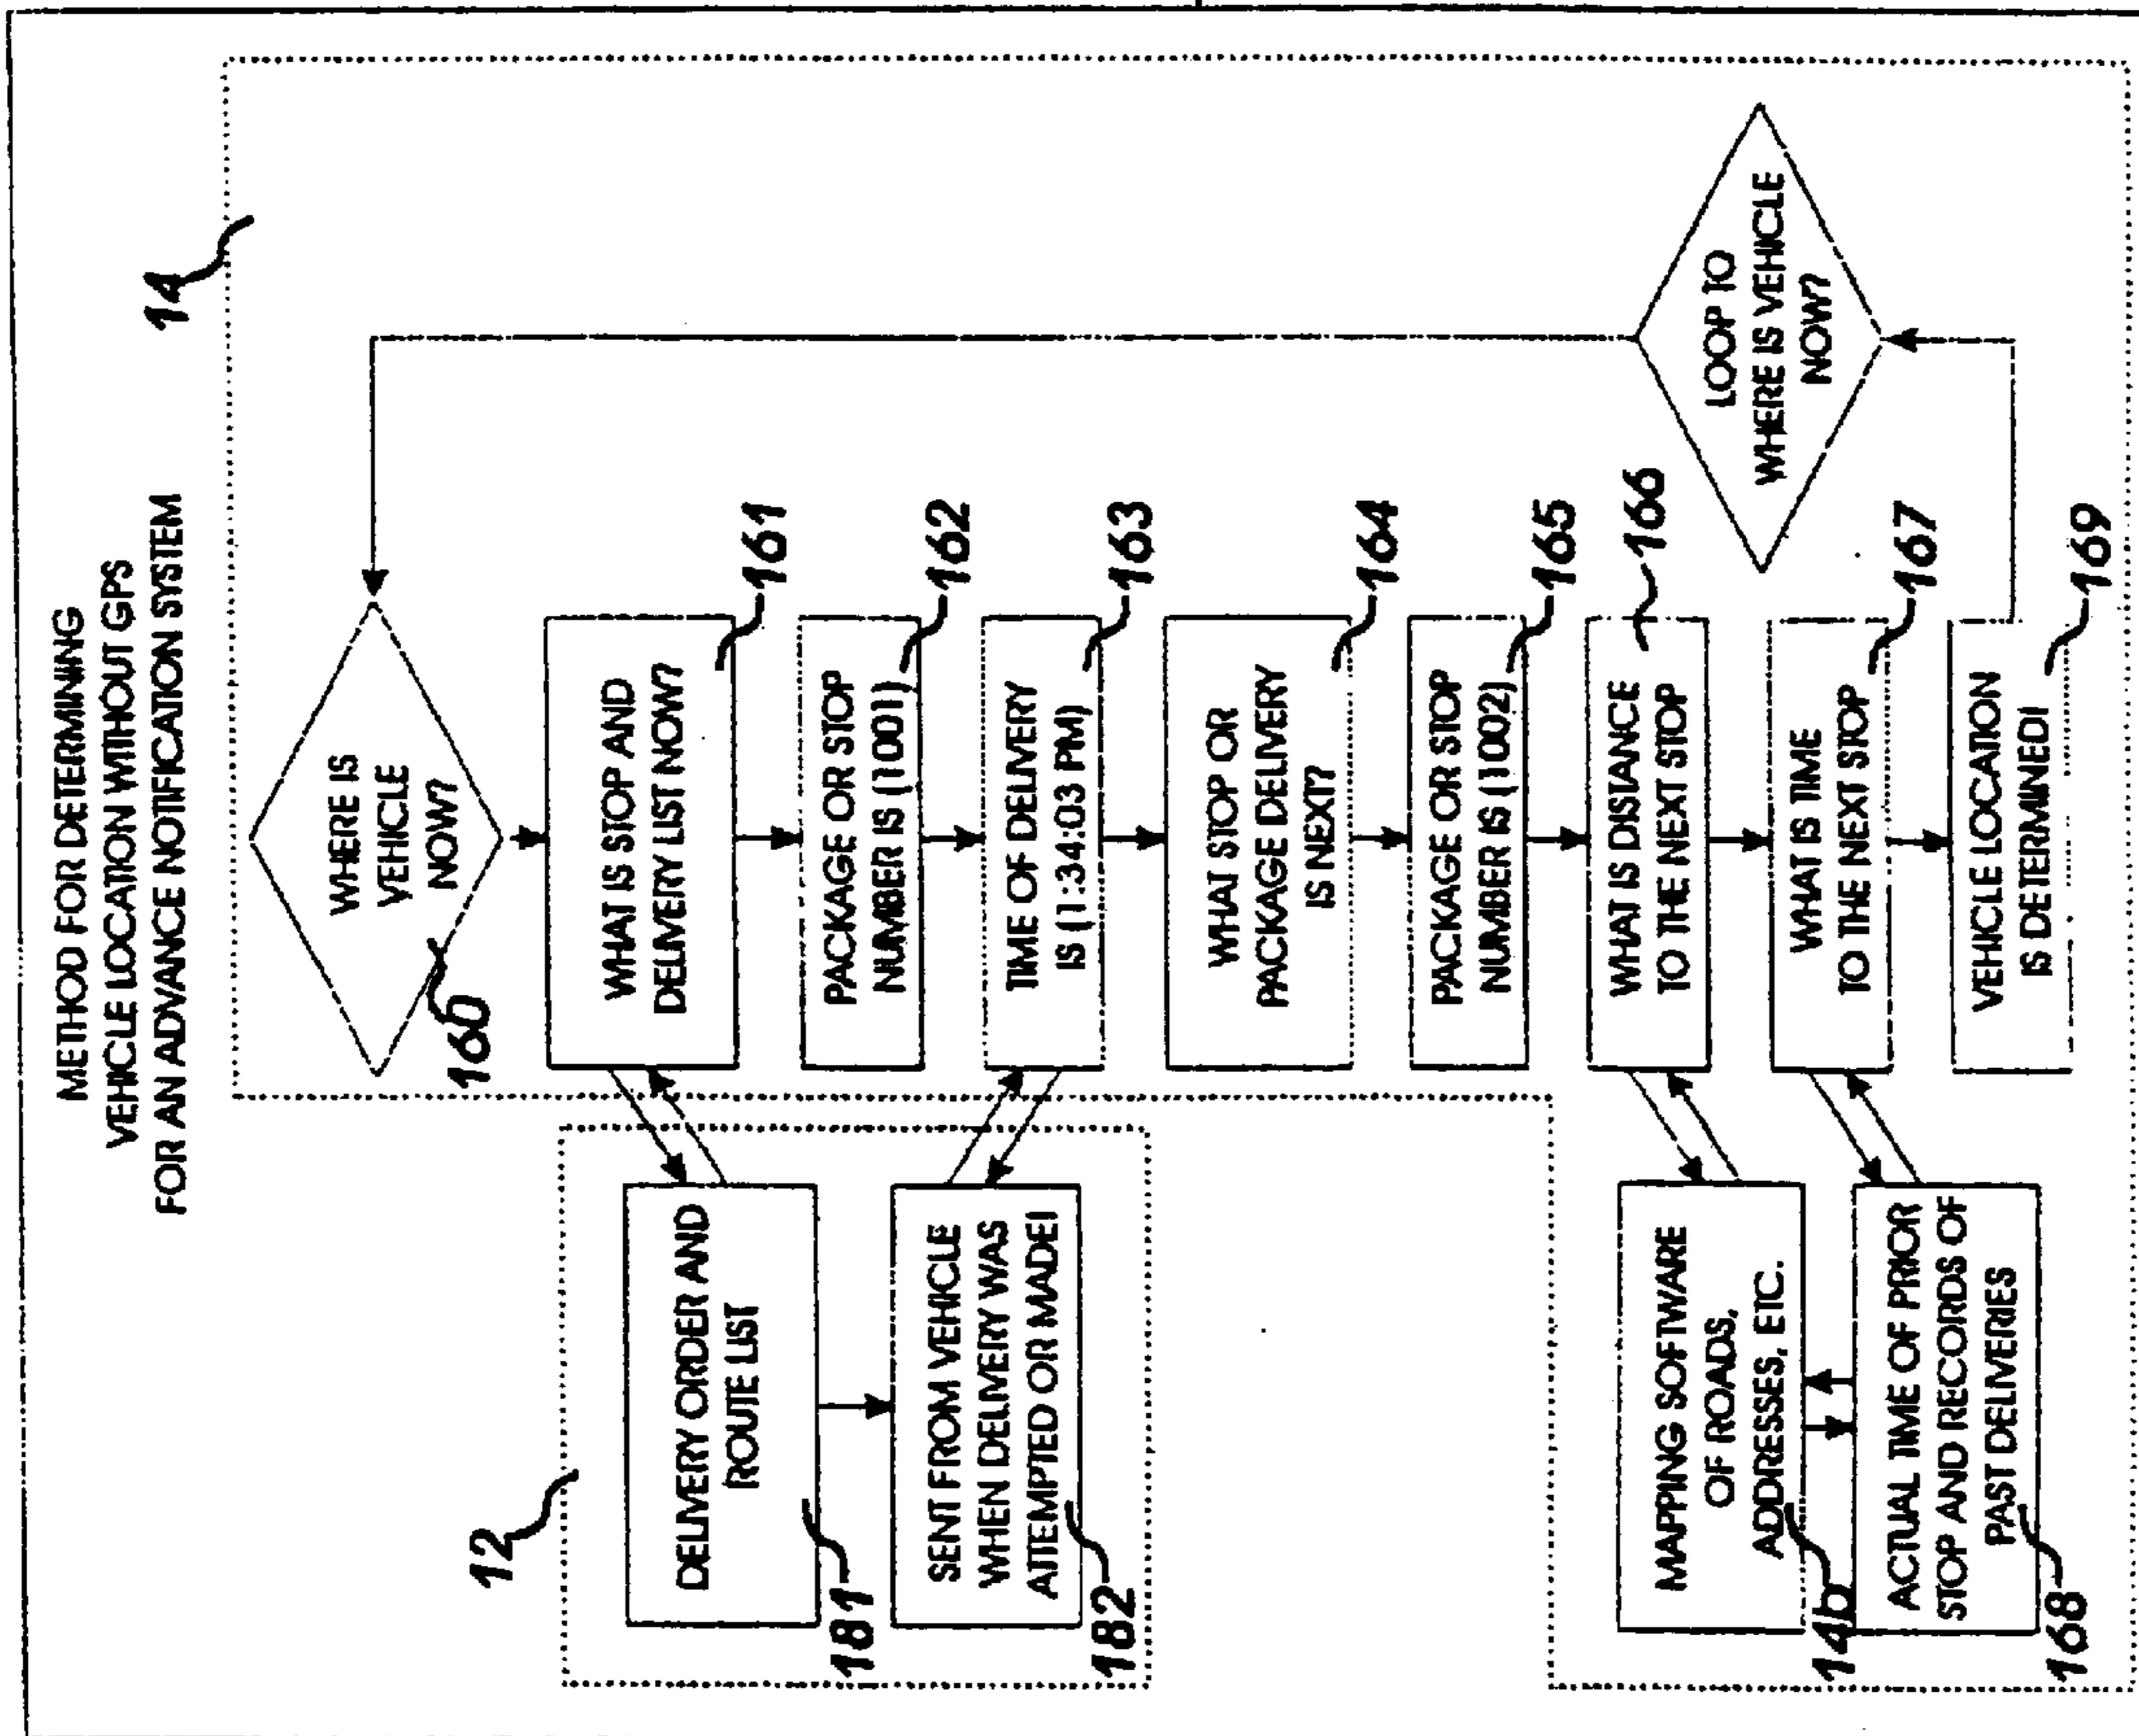 METHOD FOR DETERMINING
VEHICLE LOCATION WITHOUT GPS
FOR AN ADVANCE NOTIFICATION SYSTEM
14
WHERE IS
VEHICLE
NOW?
160
WHAT IS STOP AND
DELIVERY LIST NOW?
161
PACKAGE OR STOP
NUMBER IS (1001)
162
TIME OF DELIVERY
IS (1:34:03 PM)
163
WHAT STOP OR
PACKAGE DELIVERY
IS NEXT?
164
PACKAGE OR STOP
NUMBER IS (1002)
165
WHAT IS DISTANCE
TO THE NEXT STOP
166
WHAT IS TIME
TO THE NEXT STOP
167
VEHICLE LOCATION
IS DETERMINED!
169
LOOP TO
WHERE IS VEHICLE
NOW?
12
DELIVERY ORDER AND
ROUTE LIST
181
SENT FROM VEHICLE
WHEN DELIVERY WAS
ATTEMPTED OR MADE!
182
MAPPING SOFTWARE
OF ROADS,
ADDRESSES, ETC.
14b
ACTUAL TIME OF PRIOR
STOP AND RECORDS OF
PAST DELIVERIES
168